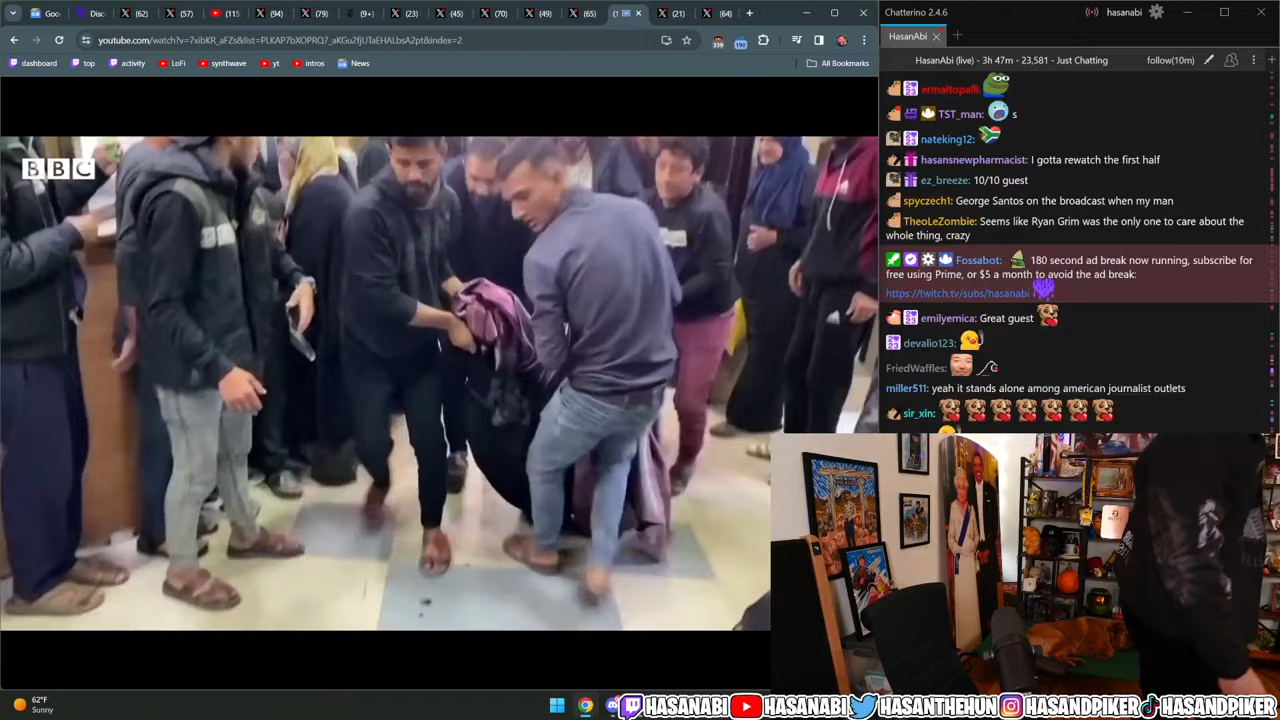 Goo
Disc
(62)
(57)
(115
(94)
(79)
(9+)
(23)
(45)
(70)
(49)
(65)
(21)
(64)
youtube.com/watch?v=7xibKR_aFZs&list=PLKAP7bXOPRQ7_aKGu2fjUTaEHALbsA2pt&index=2
339
190
dashboard
top
activity
LoFi
synthwave
yt
intros
News
All Bookmarks
BBC
Chatterino 2.4.6
hasanabi
HasanAbi
HasanAbi (live) - 3h 47m - 23,581 - Just Chatting
follow(10m)
ermaltopalli:
TST_man: s
nateking12:
hasansnewpharmacist: I gotta rewatch the first half
ez_breeze: 10/10 guest
spyczech1: George Santos on the broadcast when my man
TheoLeZombie: Seems like Ryan Grim was the only one to care about the
whole thing, crazy
Fossabot: 180 second ad break now running, subscribe for
free using Prime, or $5 a month to avoid the ad break:
https://twitch.tv/subs/hasanabi
emilyemica: Great guest
devalio123:
FriedWaffles:
miller511: yeah it stands alone among american journalist outlets
sir_xin:
62°F
Sunny
HASANABI
HASANABI
HASANTHEHUN
HASANDPIKER
HASANDPIKER